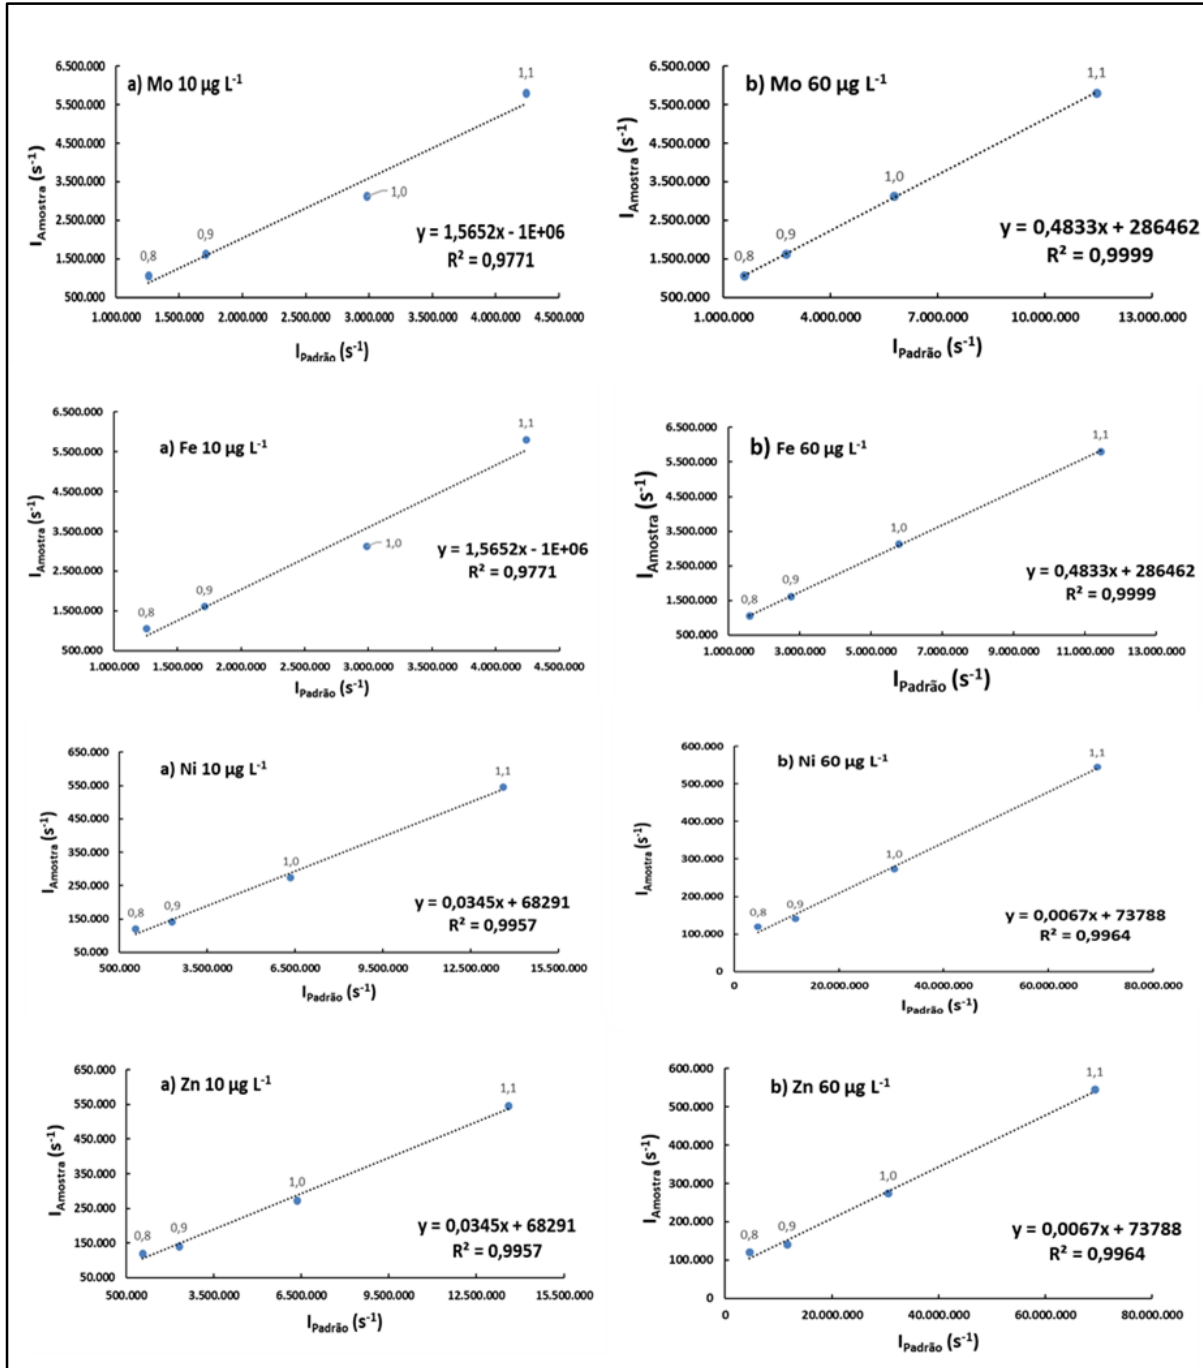 a) Mo 10 µg L-1
6.500.000
5.500.000
4.500.000
3.500.000
2.500.000
1.500.000
500.000
IAmostra (s-1)
1,1
1,0
0,9
0,8
y = 1,5652x - 1E+06
R² = 0,9771
1.000.000 1.500.000 2.000.000 2.500.000 3.000.000 3.500.000 4.000.000 4.500.000
IPadrão (s-1)
b) Mo 60 µg L-1
6.500.000
5.500.000
4.500.000
3.500.000
2.500.000
1.500.000
500.000
IAmostra (s-1)
1,1
1,0
0,9
0,8
y = 0,4833x + 286462
R² = 0,9999
1.000.000 4.000.000 7.000.000 10.000.000 13.000.000
IPadrão (s-1)
a) Fe 10 µg L-1
6.500.000
5.500.000
4.500.000
3.500.000
2.500.000
1.500.000
500.000
IAmostra (s-1)
1,1
1,0
0,9
0,8
y = 1,5652x - 1E+06
R² = 0,9771
1.000.000 1.500.000 2.000.000 2.500.000 3.000.000 3.500.000 4.000.000 4.500.000
IPadrão (s-1)
b) Fe 60 µg L-1
6.500.000
5.500.000
4.500.000
3.500.000
2.500.000
1.500.000
500.000
IAmostra (s-1)
1,1
1,0
0,9
0,8
y = 0,4833x + 286462
R² = 0,9999
1.000.000 3.000.000 5.000.000 7.000.000 9.000.000 11.000.000 13.000.000
IPadrão (s-1)
a) Ni 10 µg L-1
650.000
550.000
450.000
350.000
250.000
150.000
50.000
IAmostra (s-1)
1,1
1,0
0,9
0,8
y = 0,0345x + 68291
R² = 0,9957
500.000 3.500.000 6.500.000 9.500.000 12.500.000 15.500.000
IPadrão (s-1)
b) Ni 60 µg L-1
600.000
500.000
400.000
300.000
200.000
100.000
0
IAmostra (s-1)
1,1
1,0
0,9
0,8
y = 0,0067x + 73788
R² = 0,9964
0 20.000.000 40.000.000 60.000.000 80.000.000
IPadrão (s-1)
a) Zn 10 µg L-1
650.000
550.000
450.000
350.000
250.000
150.000
50.000
IAmostra (s-1)
1,1
1,0
0,9
0,8
y = 0,0345x + 68291
R² = 0,9957
500.000 3.500.000 6.500.000 9.500.000 12.500.000 15.500.000
IPadrão (s-1)
b) Zn 60 µg L-1
600.000
500.000
400.000
300.000
200.000
100.000
0
IAmostra (s-1)
1,1
1,0
0,9
0,8
y = 0,0067x + 73788
R² = 0,9964
0 20.000.000 40.000.000 60.000.000 80.000.000
IPadrão (s-1)